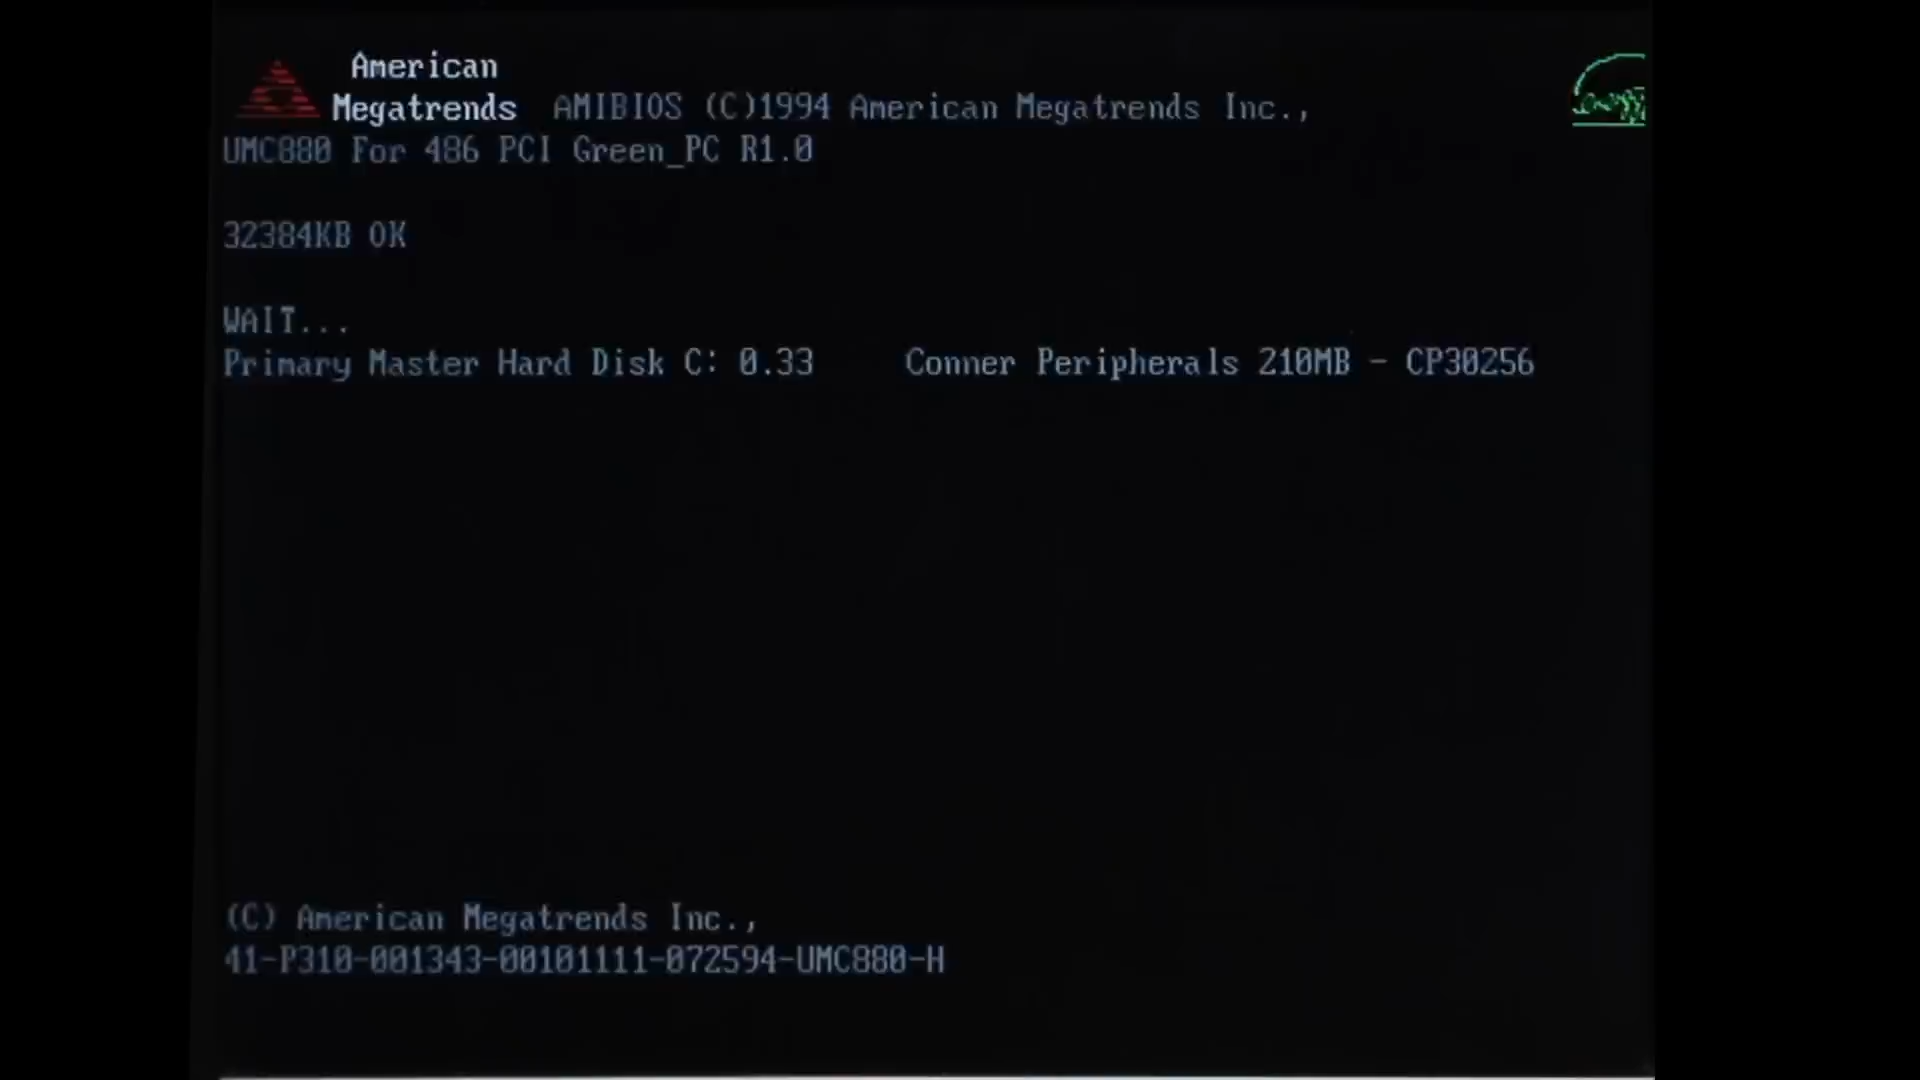 American
Megatrends AMIBIOS (C)1994 American Megatrends Inc.,
UMC880 For 486 PCI Green_PC R1.0
32384KB OK
WAIT...
Primary Master Hard Disk C: 0.33 Conner Peripherals 210MB - CP30256
(C) American Megatrends Inc.,
41-P310-001343-00101111-072594-UMC880-H